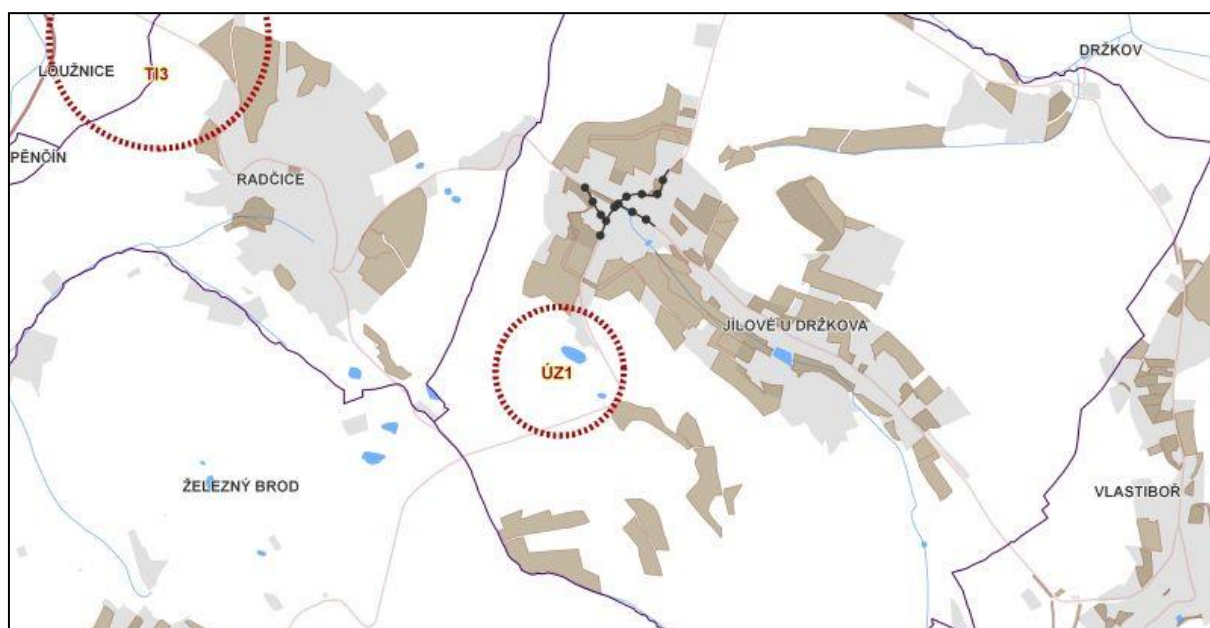 DRŽKOV
LOUŽNICE
TI3
PĚNČÍN
RADČICE
JÍLOVÉ U DRŽKOVA
ÚZ1
ŽELEZNÝ BROD
VLASTIBOŘ